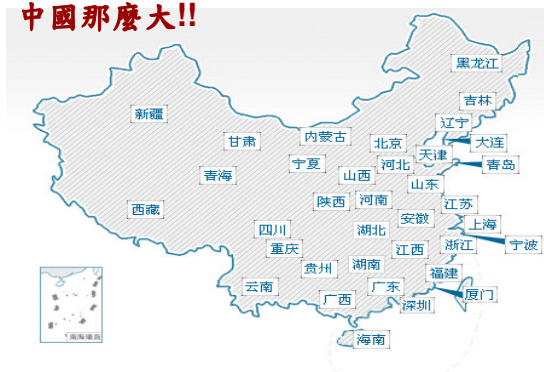 中國那麼大!!
黑龙江
吉林
新疆
辽宁
甘肃
内蒙古
北京
大连
天津
宁夏
河北
青岛
青海
山西
山东
陕西
河南
江苏
西藏
安徽
上海
四川
湖北
浙江
宁波
重庆
江西
贵州
湖南
福建
云南
广东
厦门
广西
深圳
海南
南海诸岛